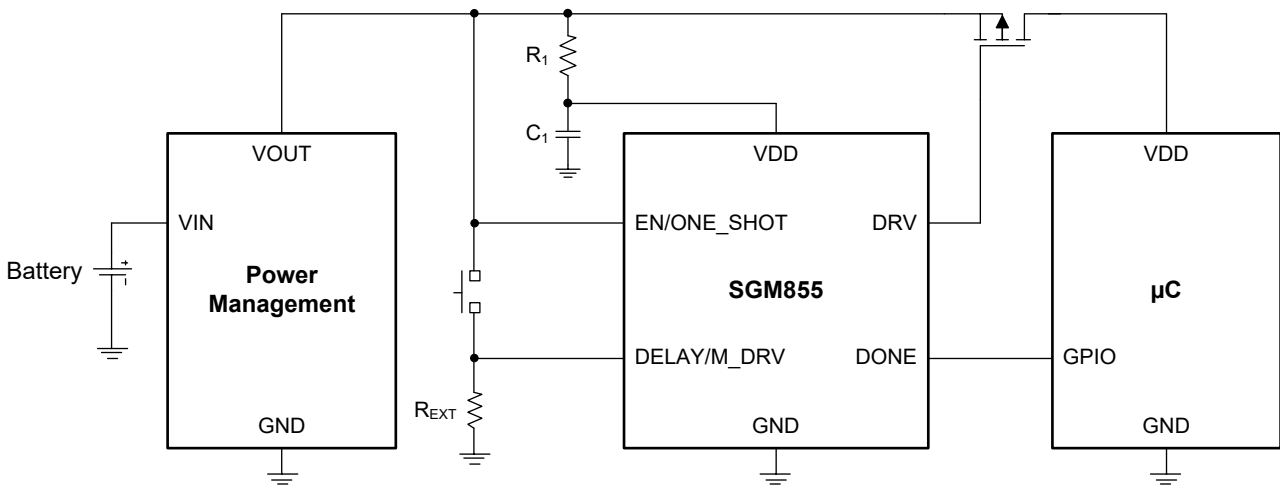 R1
C1
VOUT
VIN
Power
Management
GND
Battery
+
-
REXT
VDD
EN/ONE_SHOT
DRV
SGM855
DELAY/M_DRV
DONE
GND
VDD
µC
GPIO
GND